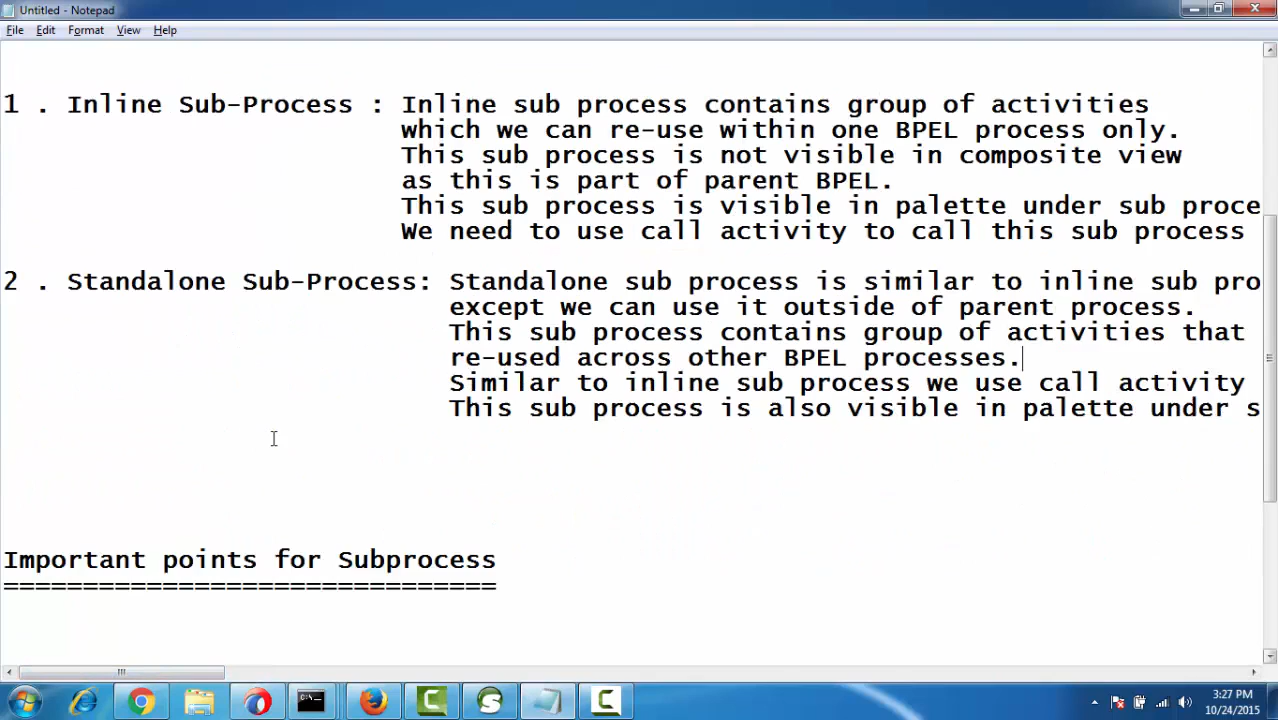 Untitled - Notepad
File Edit Format View Help
1 . Inline Sub-Process : Inline sub process contains group of activities
which we can re-use within one BPEL process only.
This sub process is not visible in composite view
as this is part of parent BPEL.
This sub process is visible in palette under sub proce
We need to use call activity to call this sub process
2 . Standalone Sub-Process: Standalone sub process is similar to inline sub pro
except we can use it outside of parent process.
This sub process contains group of activities that
re-used across other BPEL processes.
Similar to inline sub process we use call activity
This sub process is also visible in palette under s
Important points for Subprocess
===============================
3:27 PM
10/24/2015